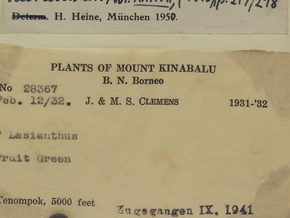 Determ. H. Heine, München 1950.
PLANTS OF MOUNT KINABALU
B. N. Borneo
No 28367
Feb. 12/32. J. & M. S. CLEMENS 1931-'32
Lasianthus
Fruit Green
Tenompok, 5000 feet
Zugegangen IX. 1941